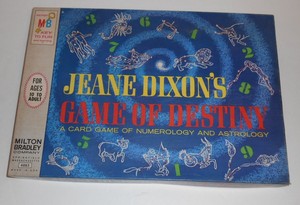 MB
JEANE DIXON'S
GAME OF DESTINY
A CARD GAME OF NUMEROLOGY AND ASTROLOGY
FOR
AGES
10 TO
ADULT
MILTON
BRADLEY
COMPANY